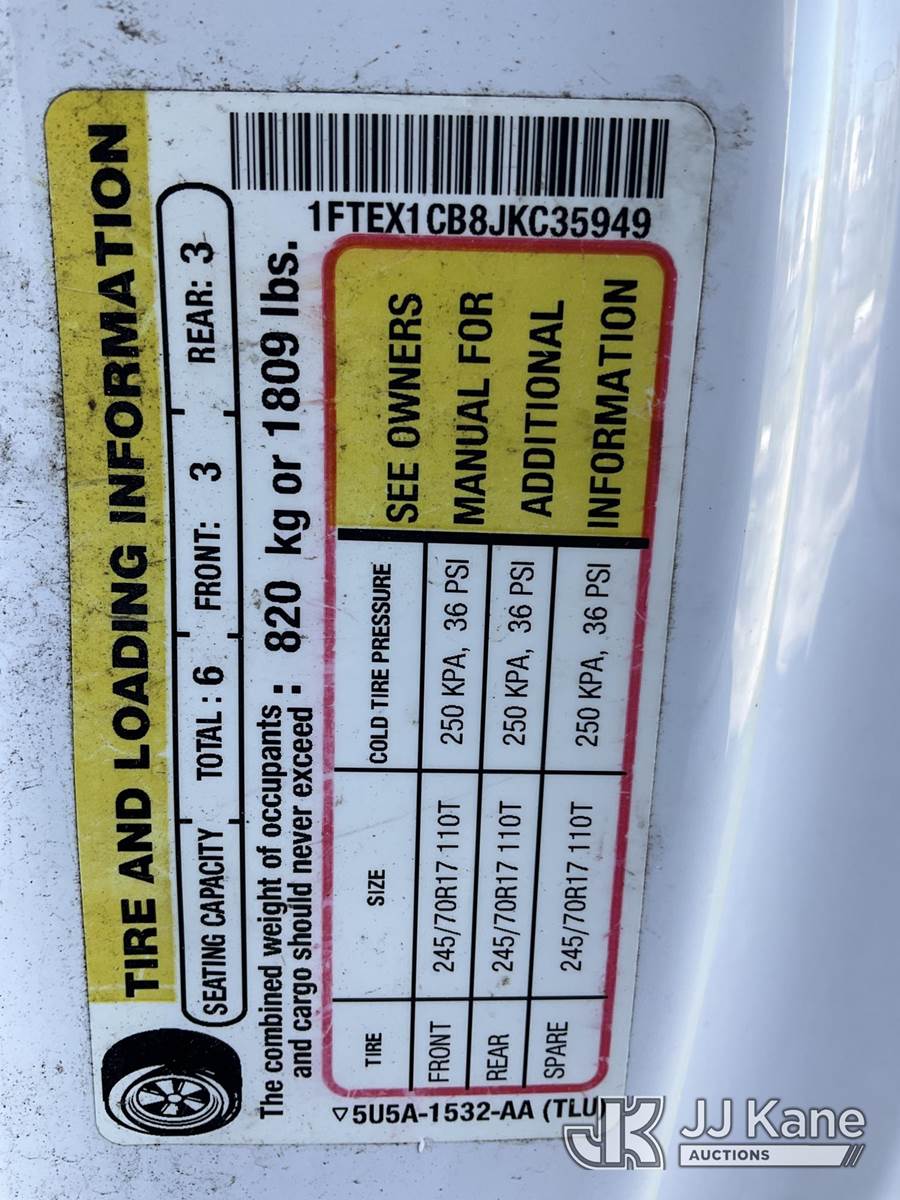 TIRE AND LOADING INFORMATION
SEATING CAPACITY TOTAL : 6 FRONT: 3 REAR: 3
The combined weight of occupants : 820 kg or 1809 lbs.
and cargo should never exceed :
1FTEX1CB8JKC35949
TIRE SIZE COLD TIRE PRESSURE
FRONT 245/70R17 110T 250 KPA, 36 PSI
REAR 245/70R17 110T 250 KPA, 36 PSI
SPARE 245/70R17 110T 250 KPA, 36 PSI
SEE OWNERS
MANUAL FOR
ADDITIONAL
INFORMATION
5U5A-1532-AA (TLU)
JK JJ Kane
AUCTIONS